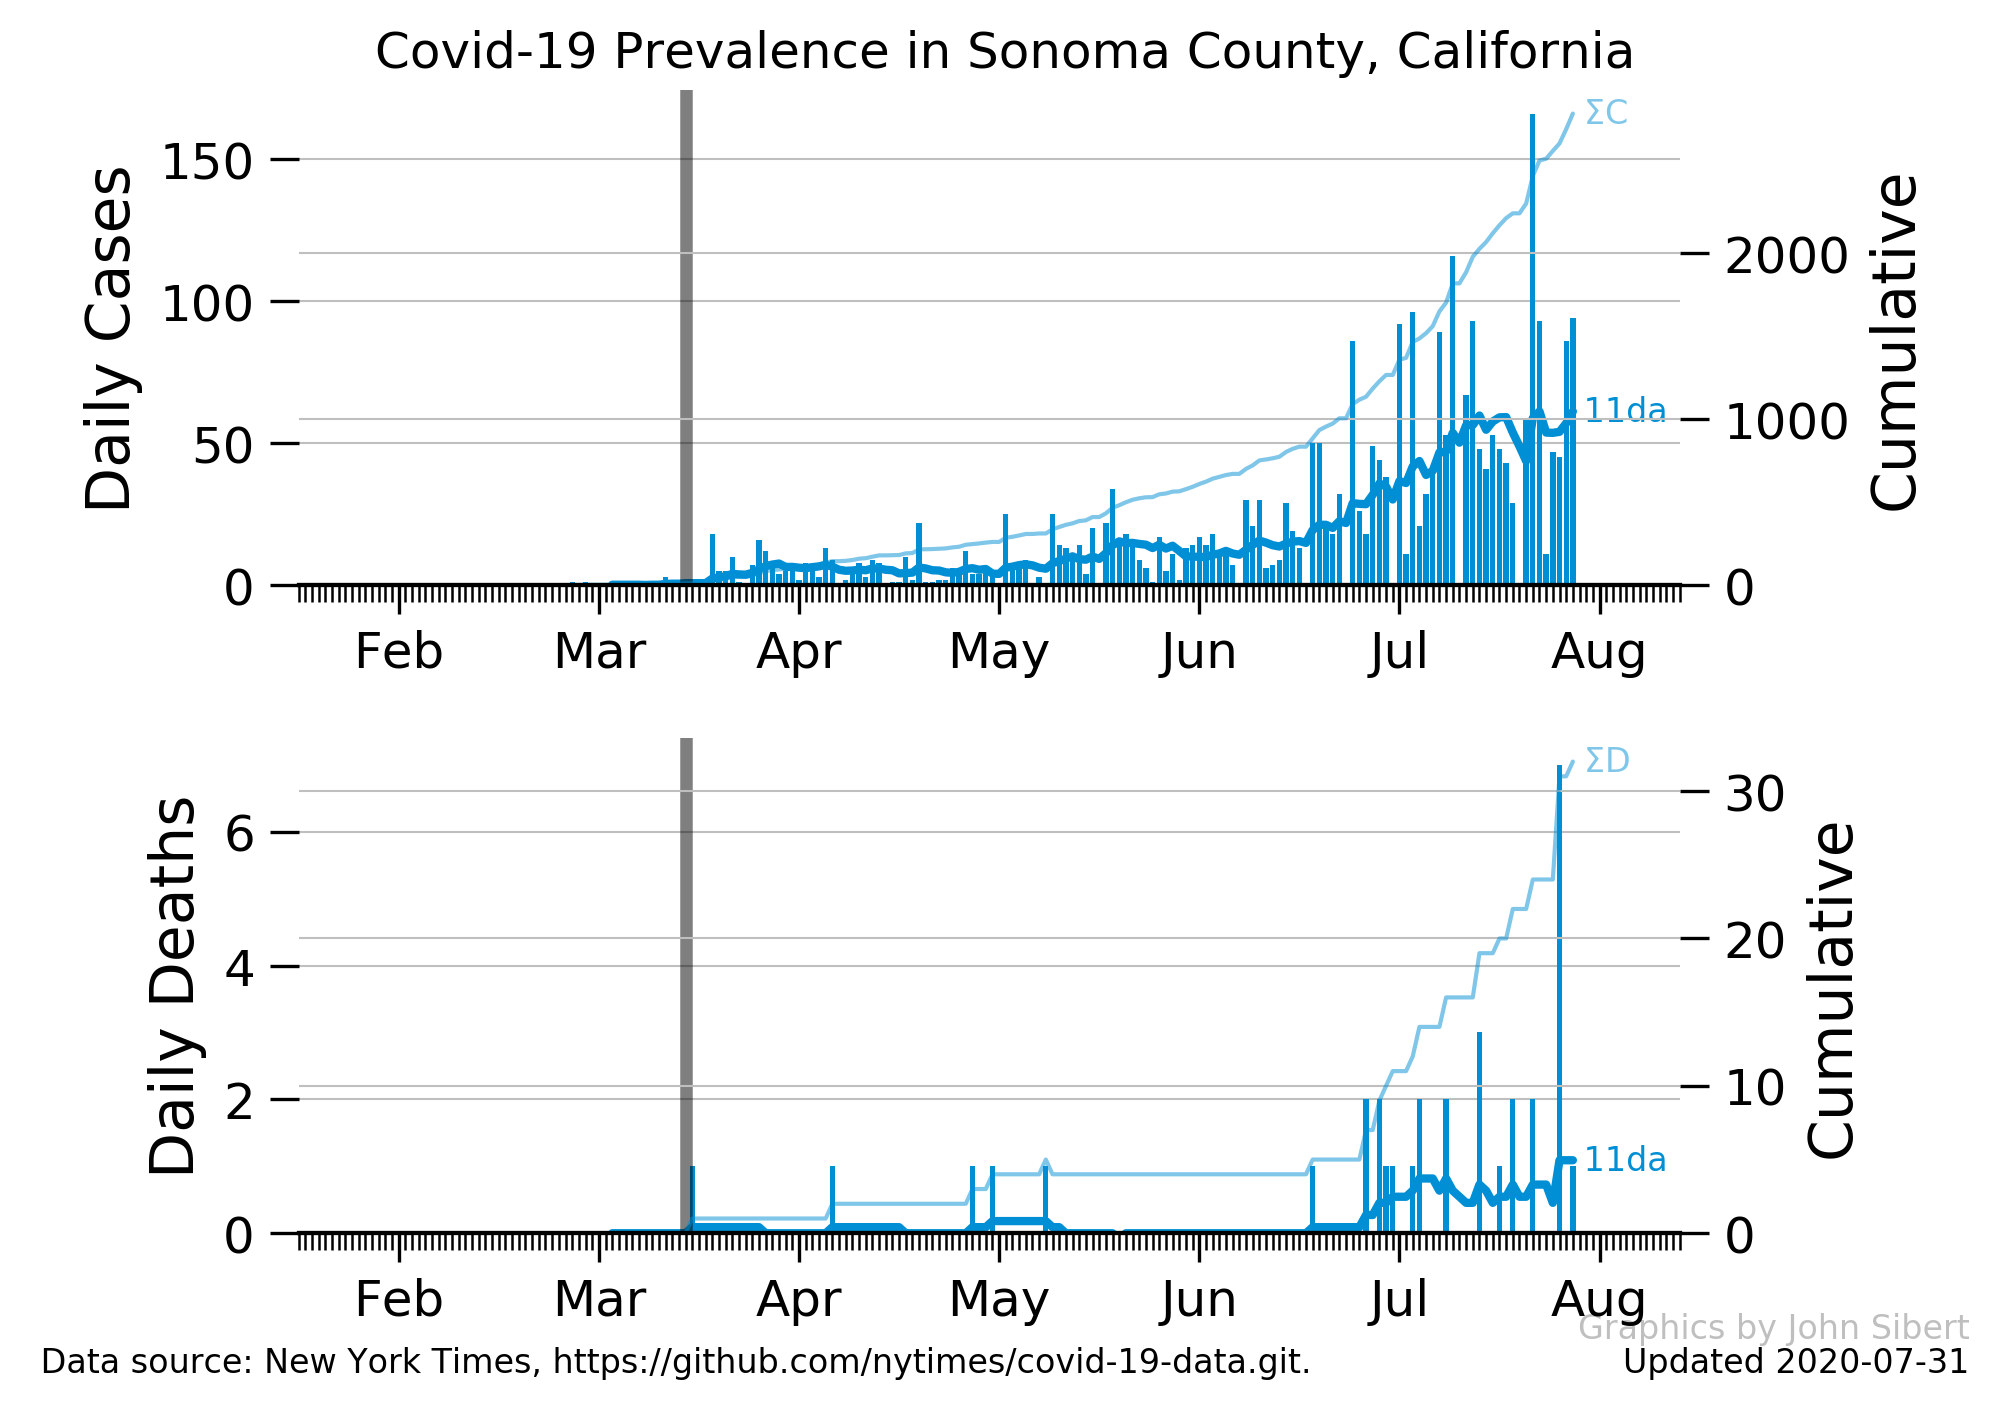 Covid-19 Prevalence in Sonoma County, California
Daily Cases
150
100
50
0
ΣC
11da
2000
1000
0
Cumulative
Feb Mar Apr May Jun Jul Aug
Daily Deaths
6
4
2
0
ΣD
11da
30
20
10
0
Cumulative
Feb Mar Apr May Jun Jul Aug
Graphics by John Sibert
Data source: New York Times, https://github.com/nytimes/covid-19-data.git.
Updated 2020-07-31